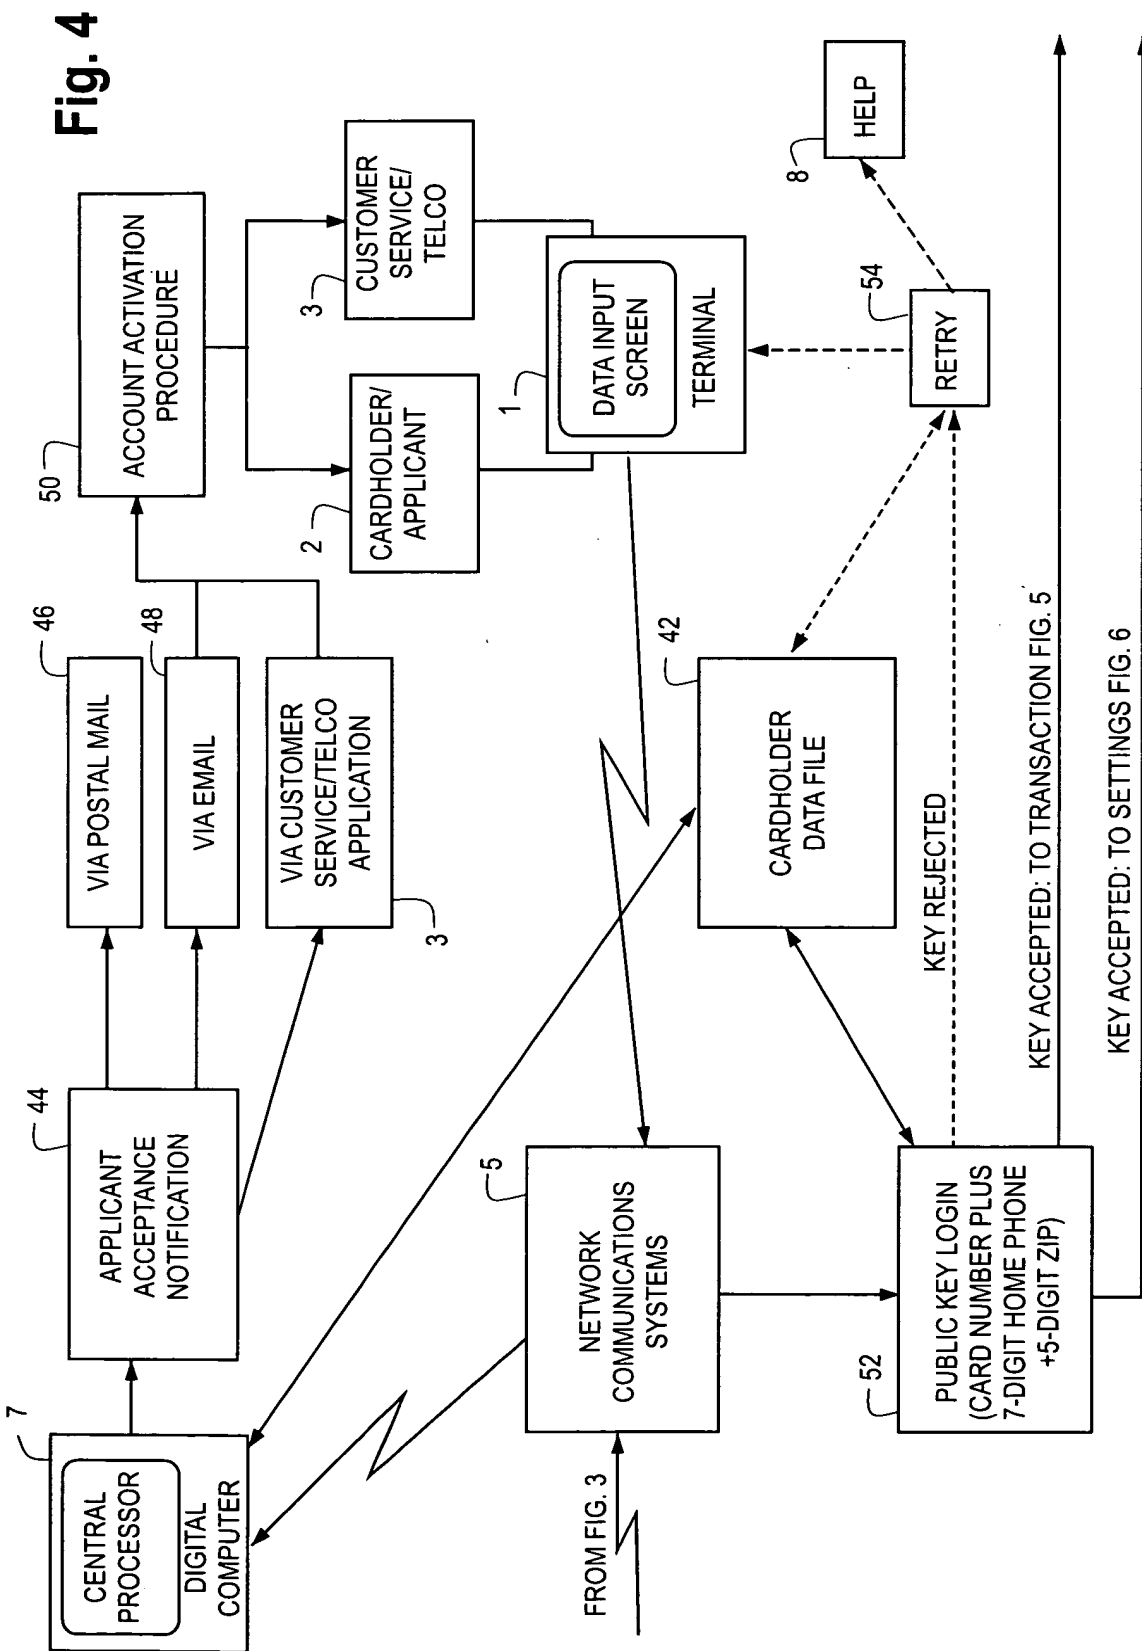 Fig. 4
7
CENTRAL
PROCESSOR
DIGITAL
COMPUTER
44
APPLICANT
ACCEPTANCE
NOTIFICATION
46
VIA POSTAL MAIL
48
VIA EMAIL
VIA CUSTOMER
SERVICE/TELCO
APPLICATION
3
50
ACCOUNT ACTIVATION
PROCEDURE
2
CARDHOLDER/
APPLICANT
3
CUSTOMER
SERVICE/
TELCO
1
DATA INPUT
SCREEN
TERMINAL
FROM FIG. 3
5
NETWORK
COMMUNICATIONS
SYSTEMS
42
CARDHOLDER
DATA FILE
52
PUBLIC KEY LOGIN
(CARD NUMBER PLUS
7-DIGIT HOME PHONE
+5-DIGIT ZIP)
KEY REJECTED
54
RETRY
8
HELP
KEY ACCEPTED: TO TRANSACTION FIG. 5
KEY ACCEPTED: TO SETTINGS FIG. 6